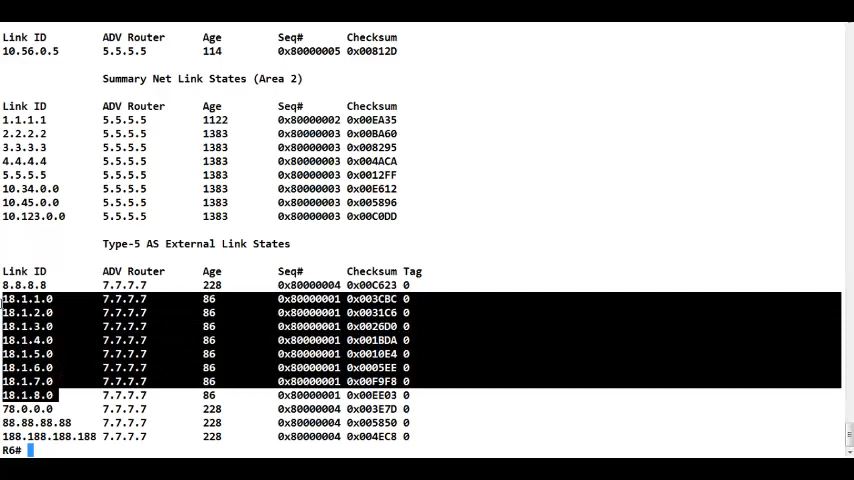 Link ID ADV Router Age Seq# Checksum
10.56.0.5 5.5.5.5 114 0x80000005 0x00812D
Summary Net Link States (Area 2)
Link ID ADV Router Age Seq# Checksum
1.1.1.1 5.5.5.5 1122 0x80000002 0x00EA35
2.2.2.2 5.5.5.5 1383 0x80000003 0x00BA60
3.3.3.3 5.5.5.5 1383 0x80000003 0x008295
4.4.4.4 5.5.5.5 1383 0x80000003 0x004ACA
5.5.5.5 5.5.5.5 1383 0x80000003 0x0012FF
10.34.0.0 5.5.5.5 1383 0x80000003 0x00E612
10.45.0.0 5.5.5.5 1383 0x80000003 0x005896
10.123.0.0 5.5.5.5 1383 0x80000003 0x00C0DD
Type-5 AS External Link States
Link ID ADV Router Age Seq# Checksum Tag
8.8.8.8 7.7.7.7 228 0x80000004 0x00C623 0
18.1.1.0 7.7.7.7 86 0x80000001 0x003CBC 0
18.1.2.0 7.7.7.7 86 0x80000001 0x0031C6 0
18.1.3.0 7.7.7.7 86 0x80000001 0x0026D0 0
18.1.4.0 7.7.7.7 86 0x80000001 0x001BDA 0
18.1.5.0 7.7.7.7 86 0x80000001 0x0010E4 0
18.1.6.0 7.7.7.7 86 0x80000001 0x0005EE 0
18.1.7.0 7.7.7.7 86 0x80000001 0x00F9F8 0
18.1.8.0 7.7.7.7 86 0x80000001 0x00EE03 0
78.0.0.0 7.7.7.7 228 0x80000004 0x003E7D 0
88.88.88.88 7.7.7.7 228 0x80000004 0x005850 0
188.188.188.188 7.7.7.7 228 0x80000004 0x004EC8 0
R6#